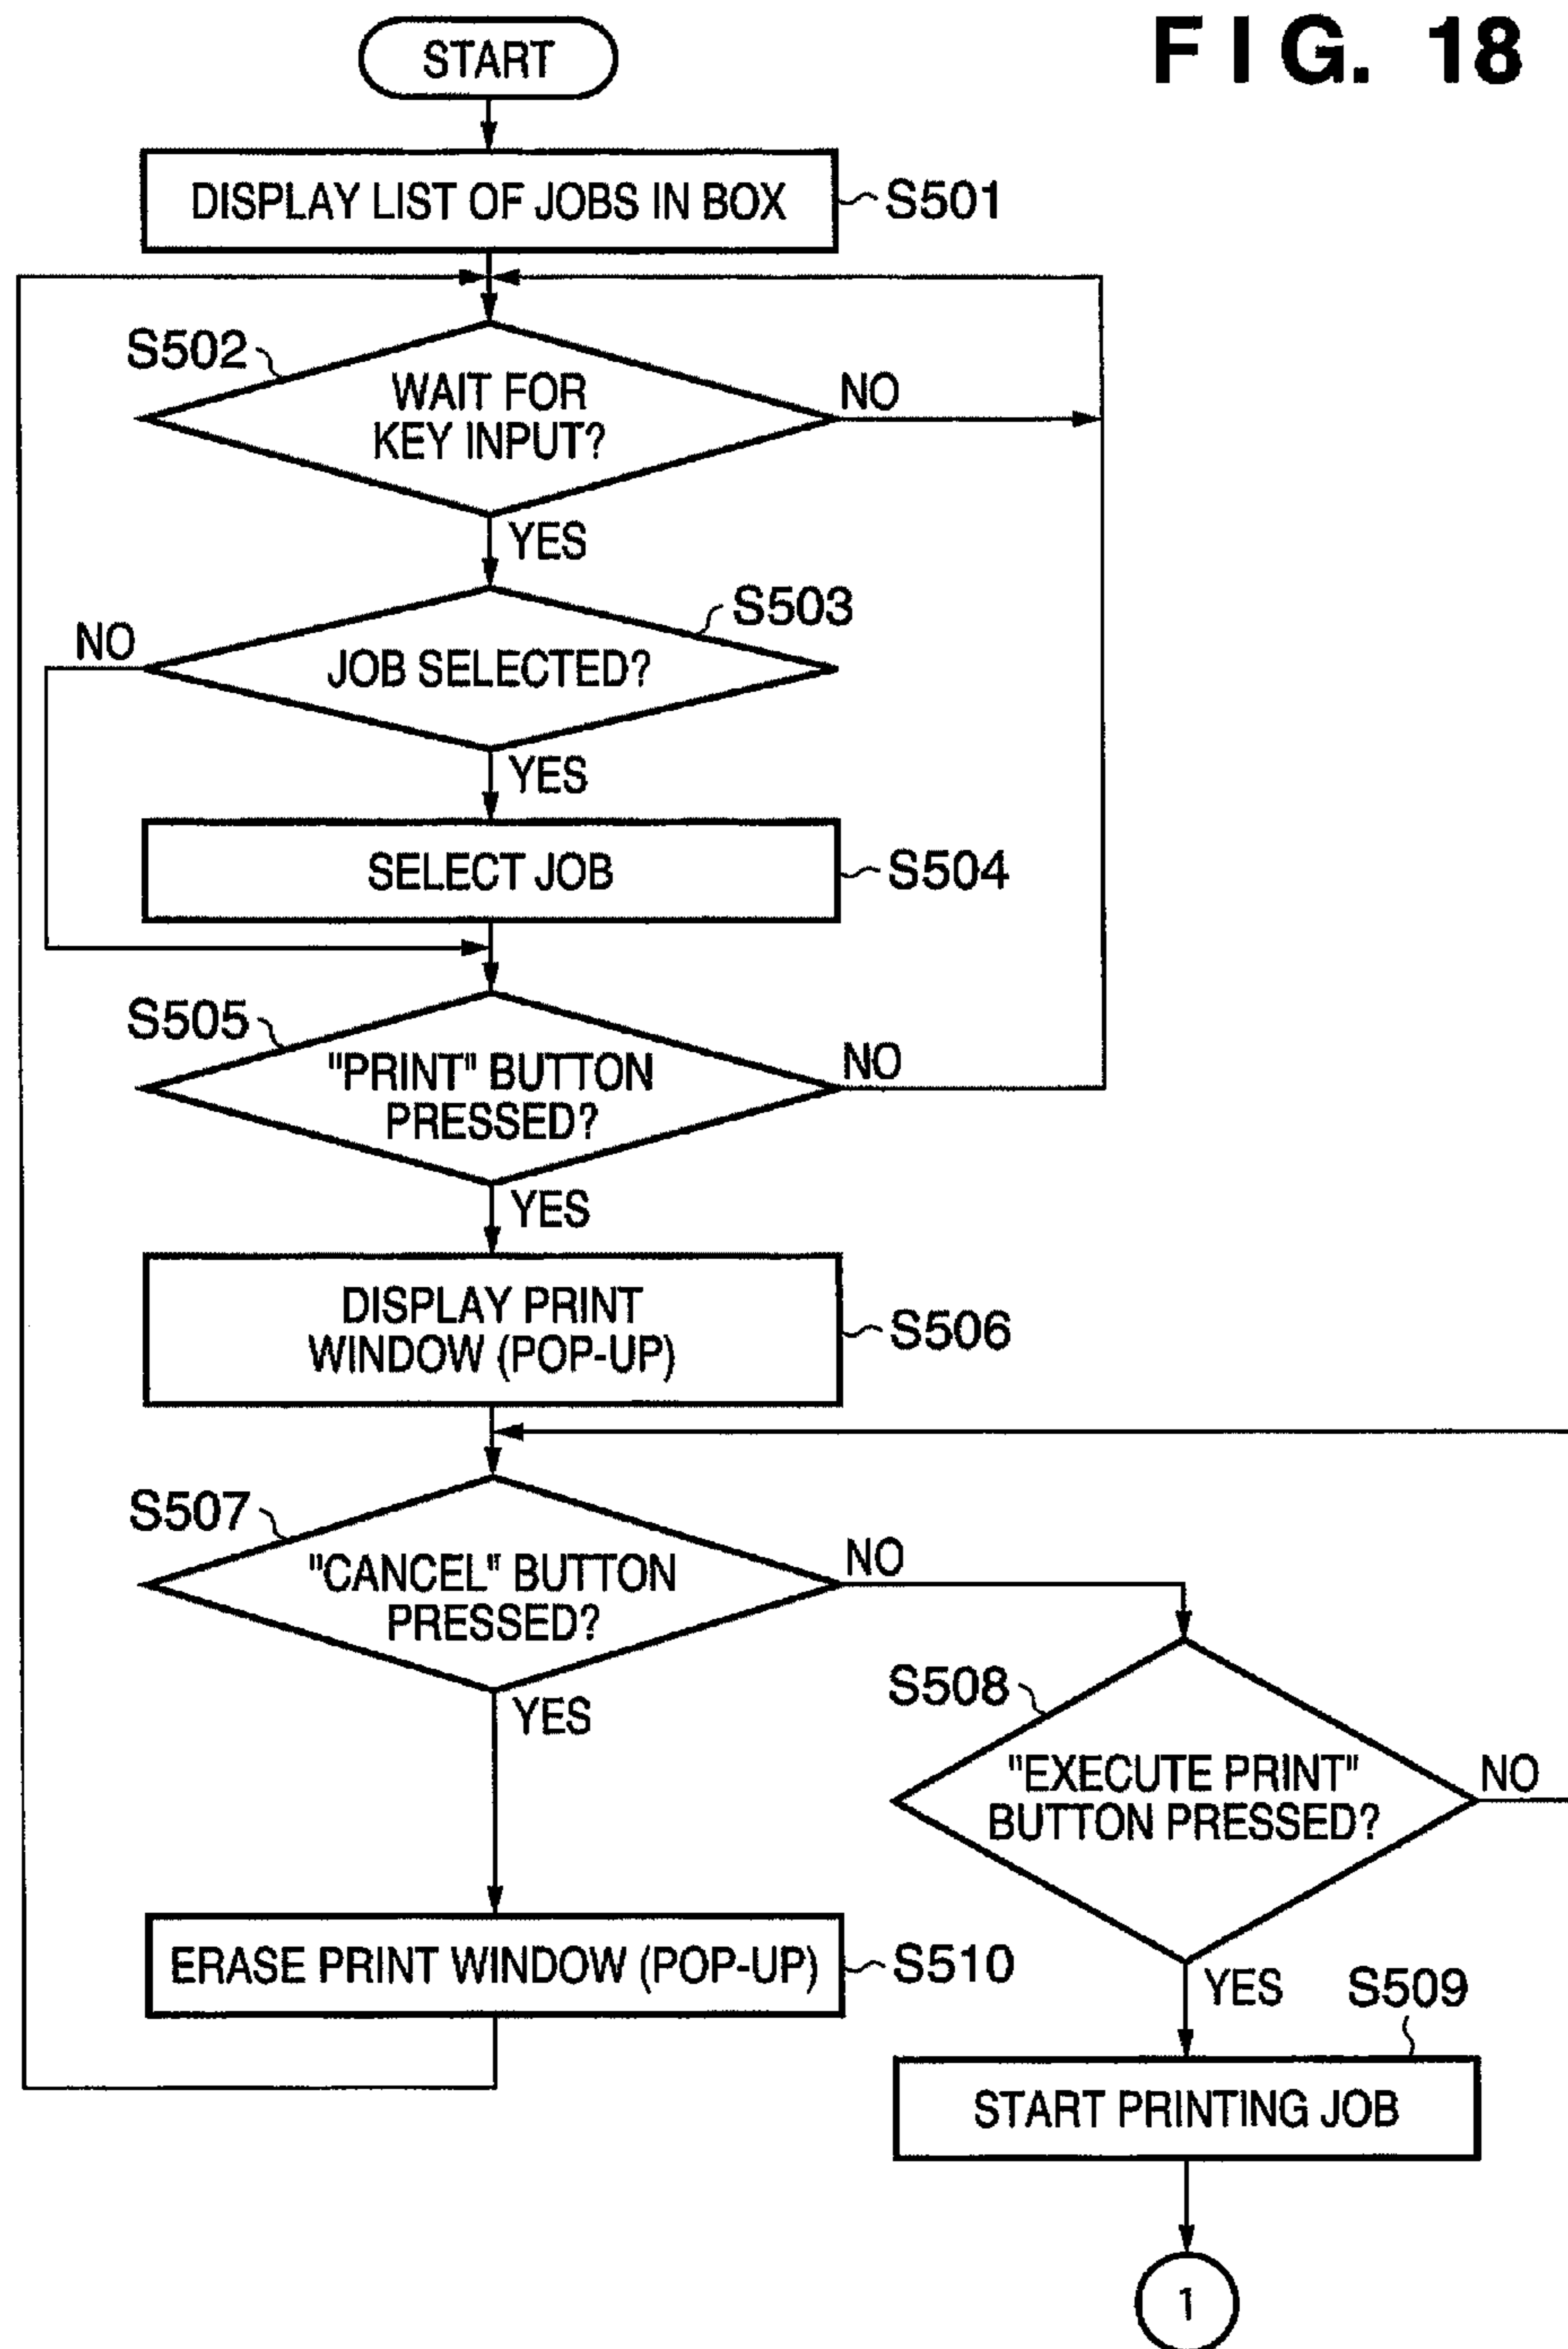 FIG. 18
START
DISPLAY LIST OF JOBS IN BOX
S501
S502
WAIT FOR
KEY INPUT?
NO
YES
S503
NO
JOB SELECTED?
YES
SELECT JOB
S504
S505
"PRINT" BUTTON
PRESSED?
NO
YES
DISPLAY PRINT
WINDOW (POP-UP)
S506
S507
"CANCEL" BUTTON
PRESSED?
NO
YES
S508
"EXECUTE PRINT"
BUTTON PRESSED?
NO
YES
ERASE PRINT WINDOW (POP-UP)
S510
S509
START PRINTING JOB
1